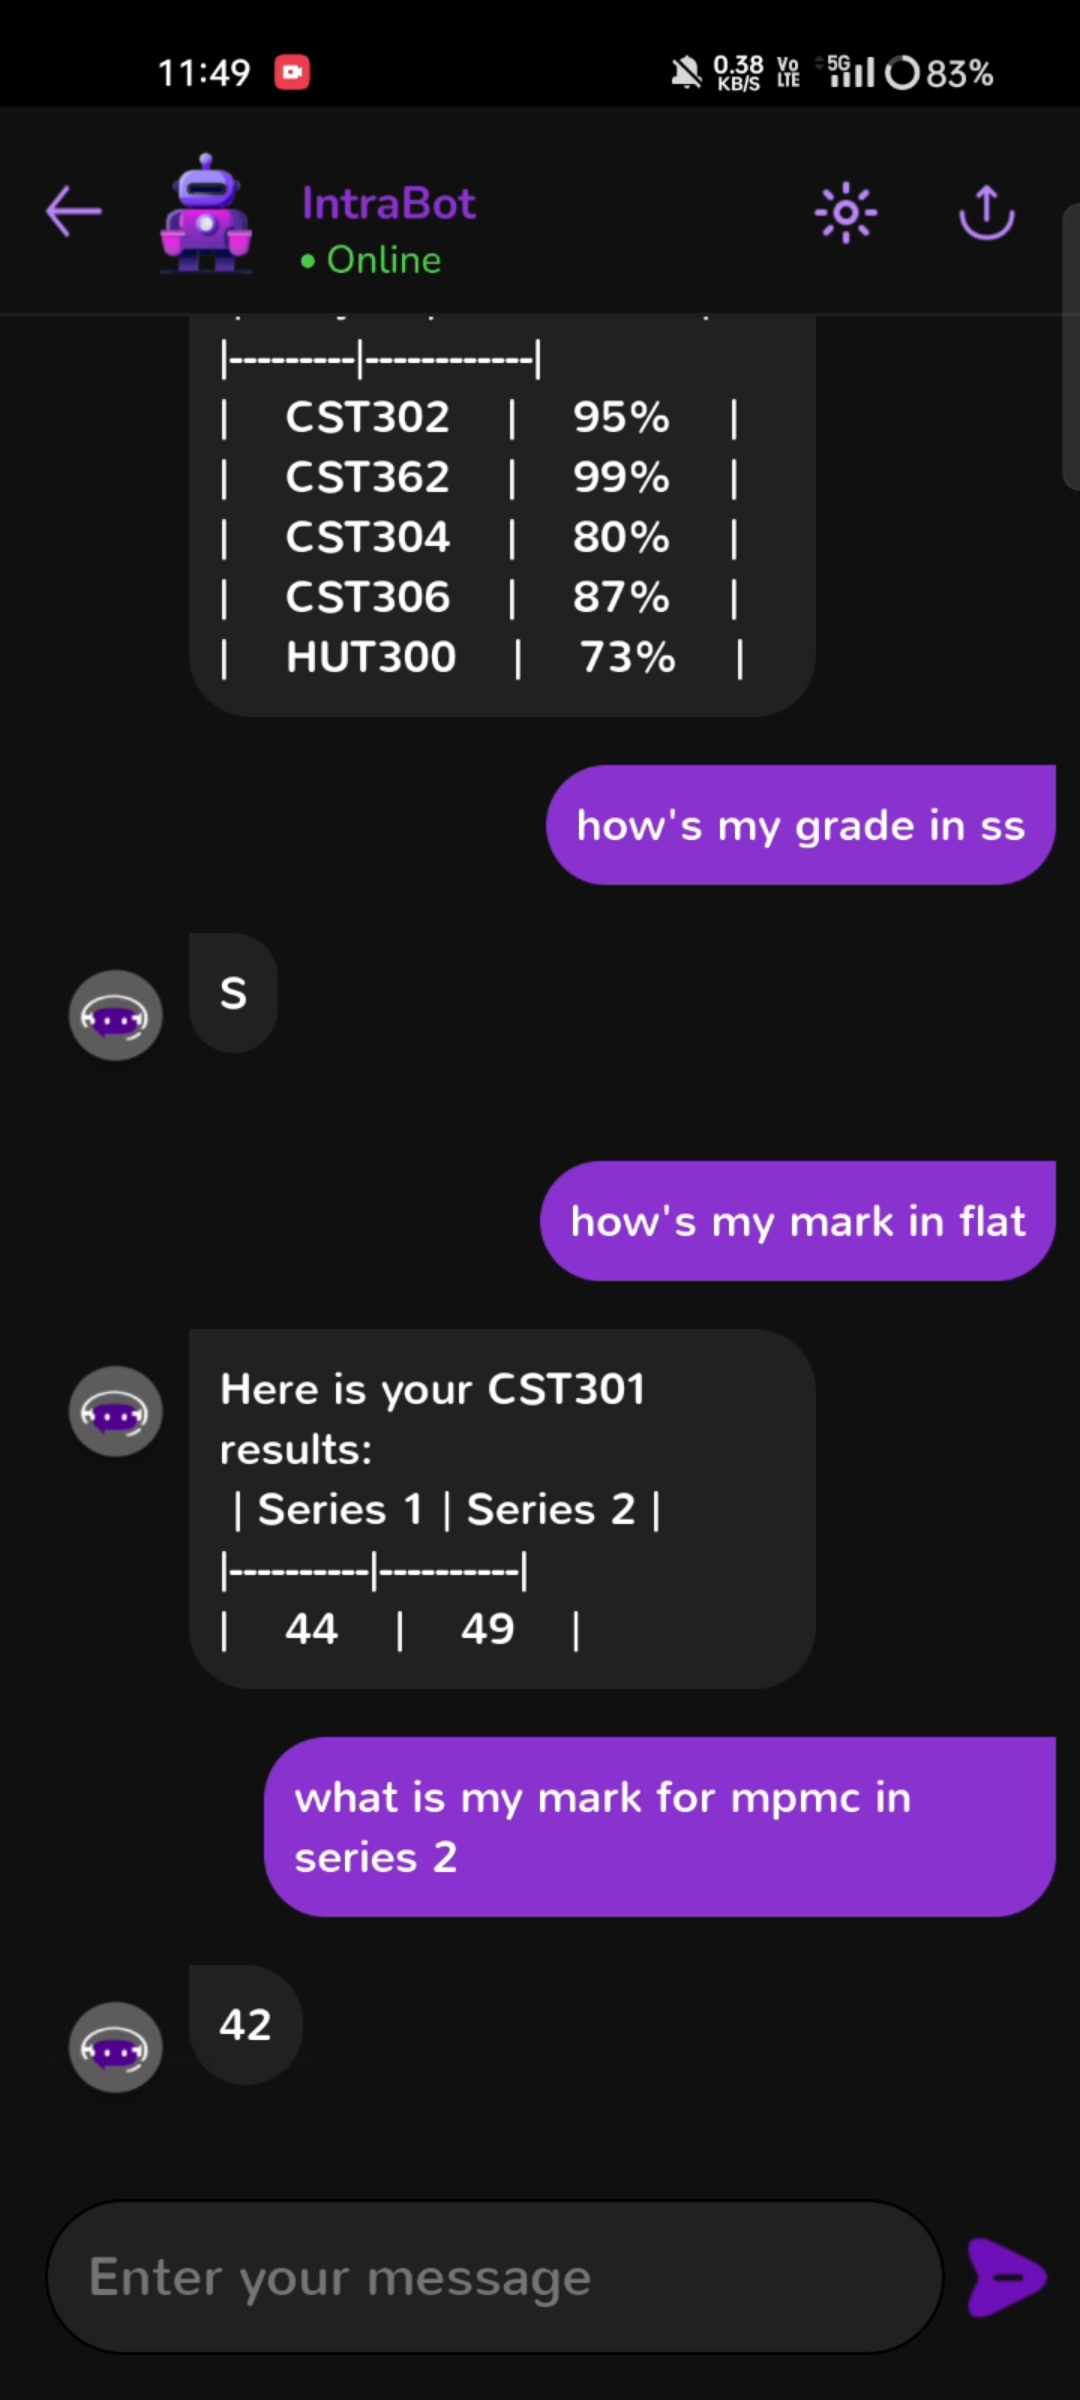 11:49 0.38 KB/S Vo LTE 5G 83%
IntraBot
• Online
|---------|------------|
| CST302 | 95% |
| CST362 | 99% |
| CST304 | 80% |
| CST306 | 87% |
| HUT300 | 73% |
how's my grade in ss
S
how's my mark in flat
Here is your CST301
results:
| Series 1 | Series 2 |
|----------|----------|
| 44 | 49 |
what is my mark for mpmc in
series 2
42
Enter your message